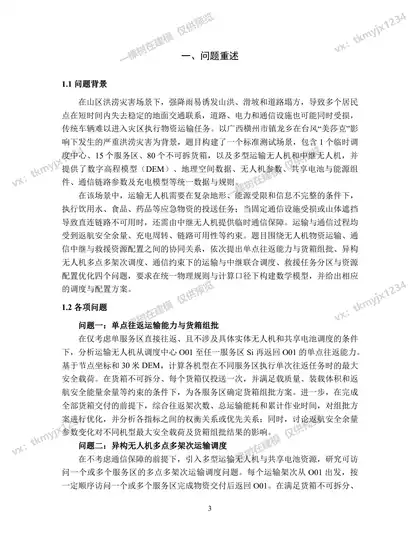 一棵树在建模 仅供预览
vx: tkmyjx1234
一、问题重述
1.1 问题背景
在山区洪涝灾害场景下，强降雨易诱发山洪、滑坡和道路塌方，导致多个居民
点在短时间内失去稳定的地面交通联系，道路、电力和通信设施也可能同时受损，
传统车辆难以进入灾区执行物资运输任务。以广西横州市镇龙乡在台风“美莎克”影
响下发生的严重洪涝灾害为背景，题目构建了一个标准测试场景，包含 1 个临时调
度中心、15 个服务区、80 个不可拆货箱，以及多型运输无人机和中继无人机，并
提供了数字高程模型（DEM）、地理空间数据、无人机参数、共享电池与能源组
件、通信链路参数及充电模型等统一数据与规则。
在该场景中，运输无人机需要在复杂地形、能源受限和信息不完整的条件下，
执行饮用水、食品、药品等应急物资的投送任务；当固定通信设施受损或山体遮挡
导致直连链路不可用时，还需由中继无人机提供临时通信保障。运输与通信过程均
受到返航安全余量、充电周转、链路可用性等约束。题目围绕无人机物资运输、通
信中继与救援资源配置之间的协同关系，依次提出单点往返能力与货箱组批、异构
无人机多点多架次调度、通信约束下的运输与中继联合调度、救援任务分区与资源
配置优化四个问题，要求在统一物理规则与计算口径下构建数学模型，并给出相应
的调度与配置方案。
1.2 各项问题
问题一：单点往返运输能力与货箱组批
在仅考虑单服务区直接往返，且不涉及具体实体无人机和共享电池调度的条件
下，分析运输无人机从调度中心 O01 至任一服务区 Si 再返回 O01 的单点往返能力。
基于节点坐标和 30 米 DEM，计算各机型在不同服务区执行单次往返任务时的最大
安全载荷。在货箱不可拆分、每个货箱仅投送一次，并满足载质量、装载体积和返
航安全能量余量等约束的条件下，为各服务区确定货箱组批方案。进一步，在完成
全部货箱交付的前提下，综合往返架次数、总运输能耗和累计作业时间，对组批方
案进行优化，并分析各指标之间的权衡关系或优先关系；同时，讨论返航安全余量
参数变化对不同机型最大安全载荷及货箱组批结果的影响。
问题二：异构无人机多点多架次运输调度
在不考虑通信保障的前提下，引入多型运输无人机与共享电池资源，研究可访
问一个或多个服务区的多点多架次运输调度问题。每个运输架次从 O01 出发，按
一定顺序访问一个或多个服务区完成物资交付后返回 O01。在满足货箱不可拆分、
3